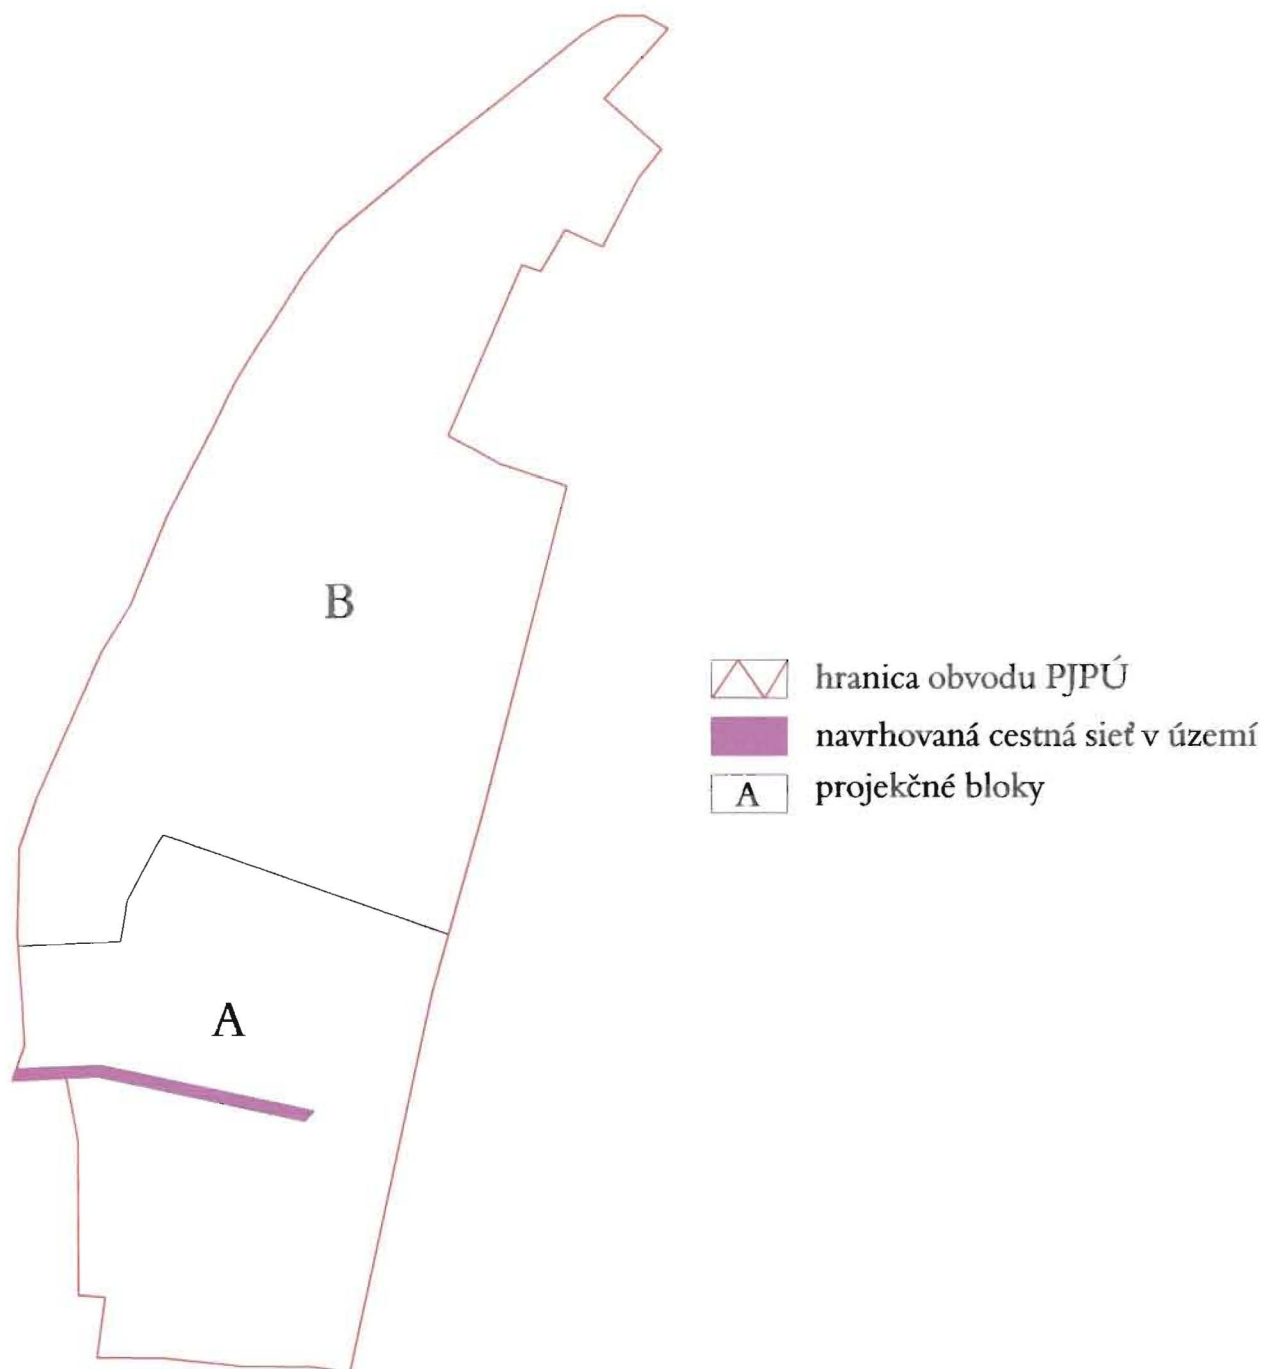 B
hranica obvodu PJPÚ
navrhovaná cestná sieť v území
A projekčné bloky
A